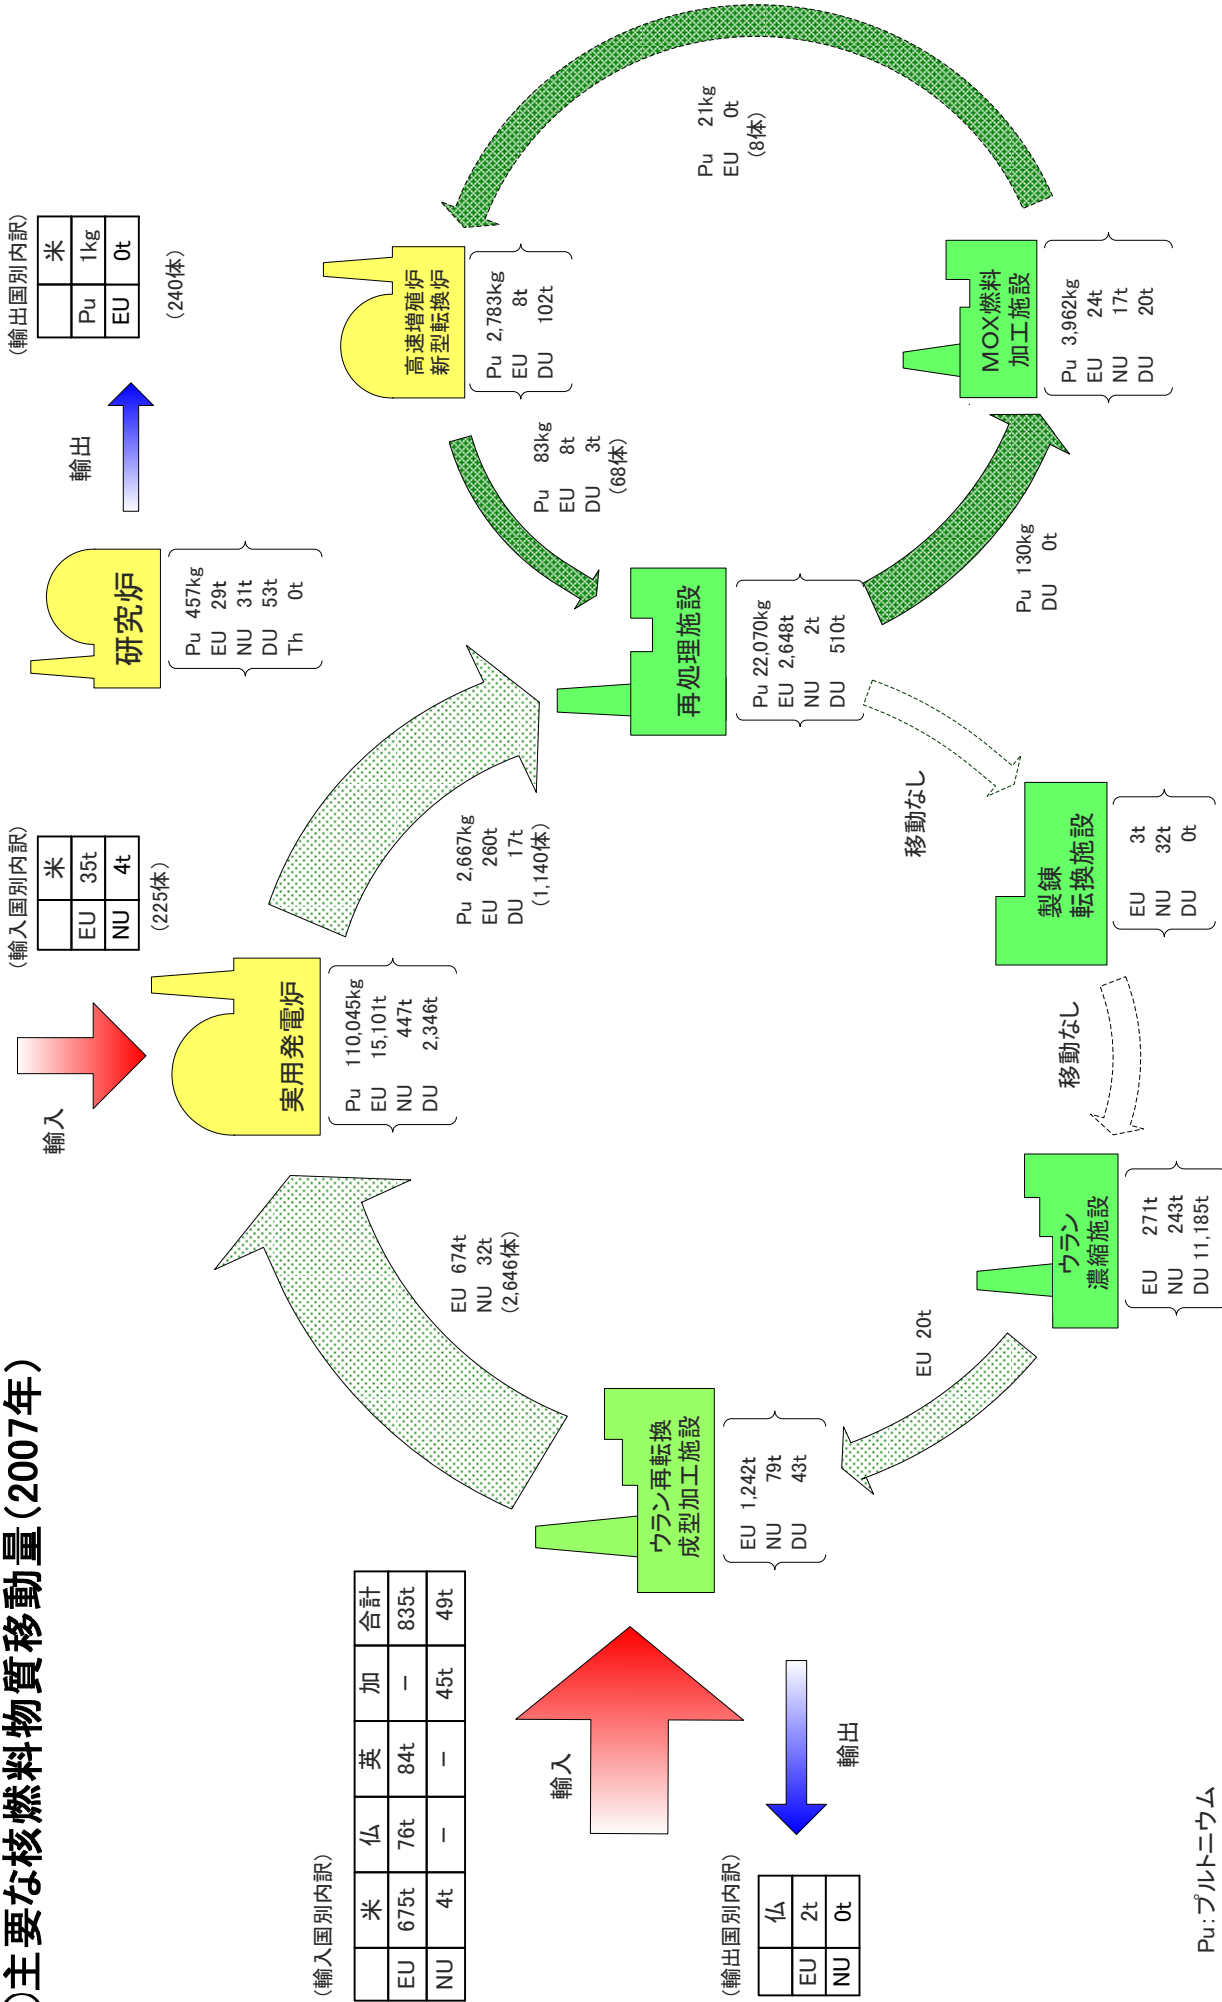 )主要な核燃料物質移動量(2007年)
(輸入国別内訳)
米 仏 英 加 合計
EU 675t 76t 84t － 835t
NU 4t － － 45t 49t
輸入
(輸出国別内訳)
仏
EU 2t
NU 0t
輸出
ウラン再転換
成型加工施設
EU 1,242t
NU 79t
DU 43t
EU 674t
NU 32t
(2,646体)
輸入
(輸入国別内訳)
米
EU 35t
NU 4t
(225体)
実用発電炉
Pu 110,045kg
EU 15,101t
NU 447t
DU 2,346t
Pu 2,667kg
EU 260t
DU 17t
(1,140体)
研究炉
Pu 457kg
EU 29t
NU 31t
DU 53t
Th 0t
輸出
(輸出国別内訳)
米
Pu 1kg
EU 0t
(240体)
高速増殖炉
新型転換炉
Pu 2,783kg
EU 8t
DU 102t
Pu 83kg
EU 8t
DU 3t
(68体)
Pu 21kg
EU 0t
(8体)
再処理施設
Pu 22,070kg
EU 2,648t
NU 2t
DU 510t
Pu 130kg
DU 0t
MOX燃料
加工施設
Pu 3,962kg
EU 24t
NU 17t
DU 20t
移動なし
製錬
転換施設
EU 3t
NU 32t
DU 0t
移動なし
ウラン
濃縮施設
EU 271t
NU 243t
DU 11,185t
EU 20t
Pu:プルトニウム